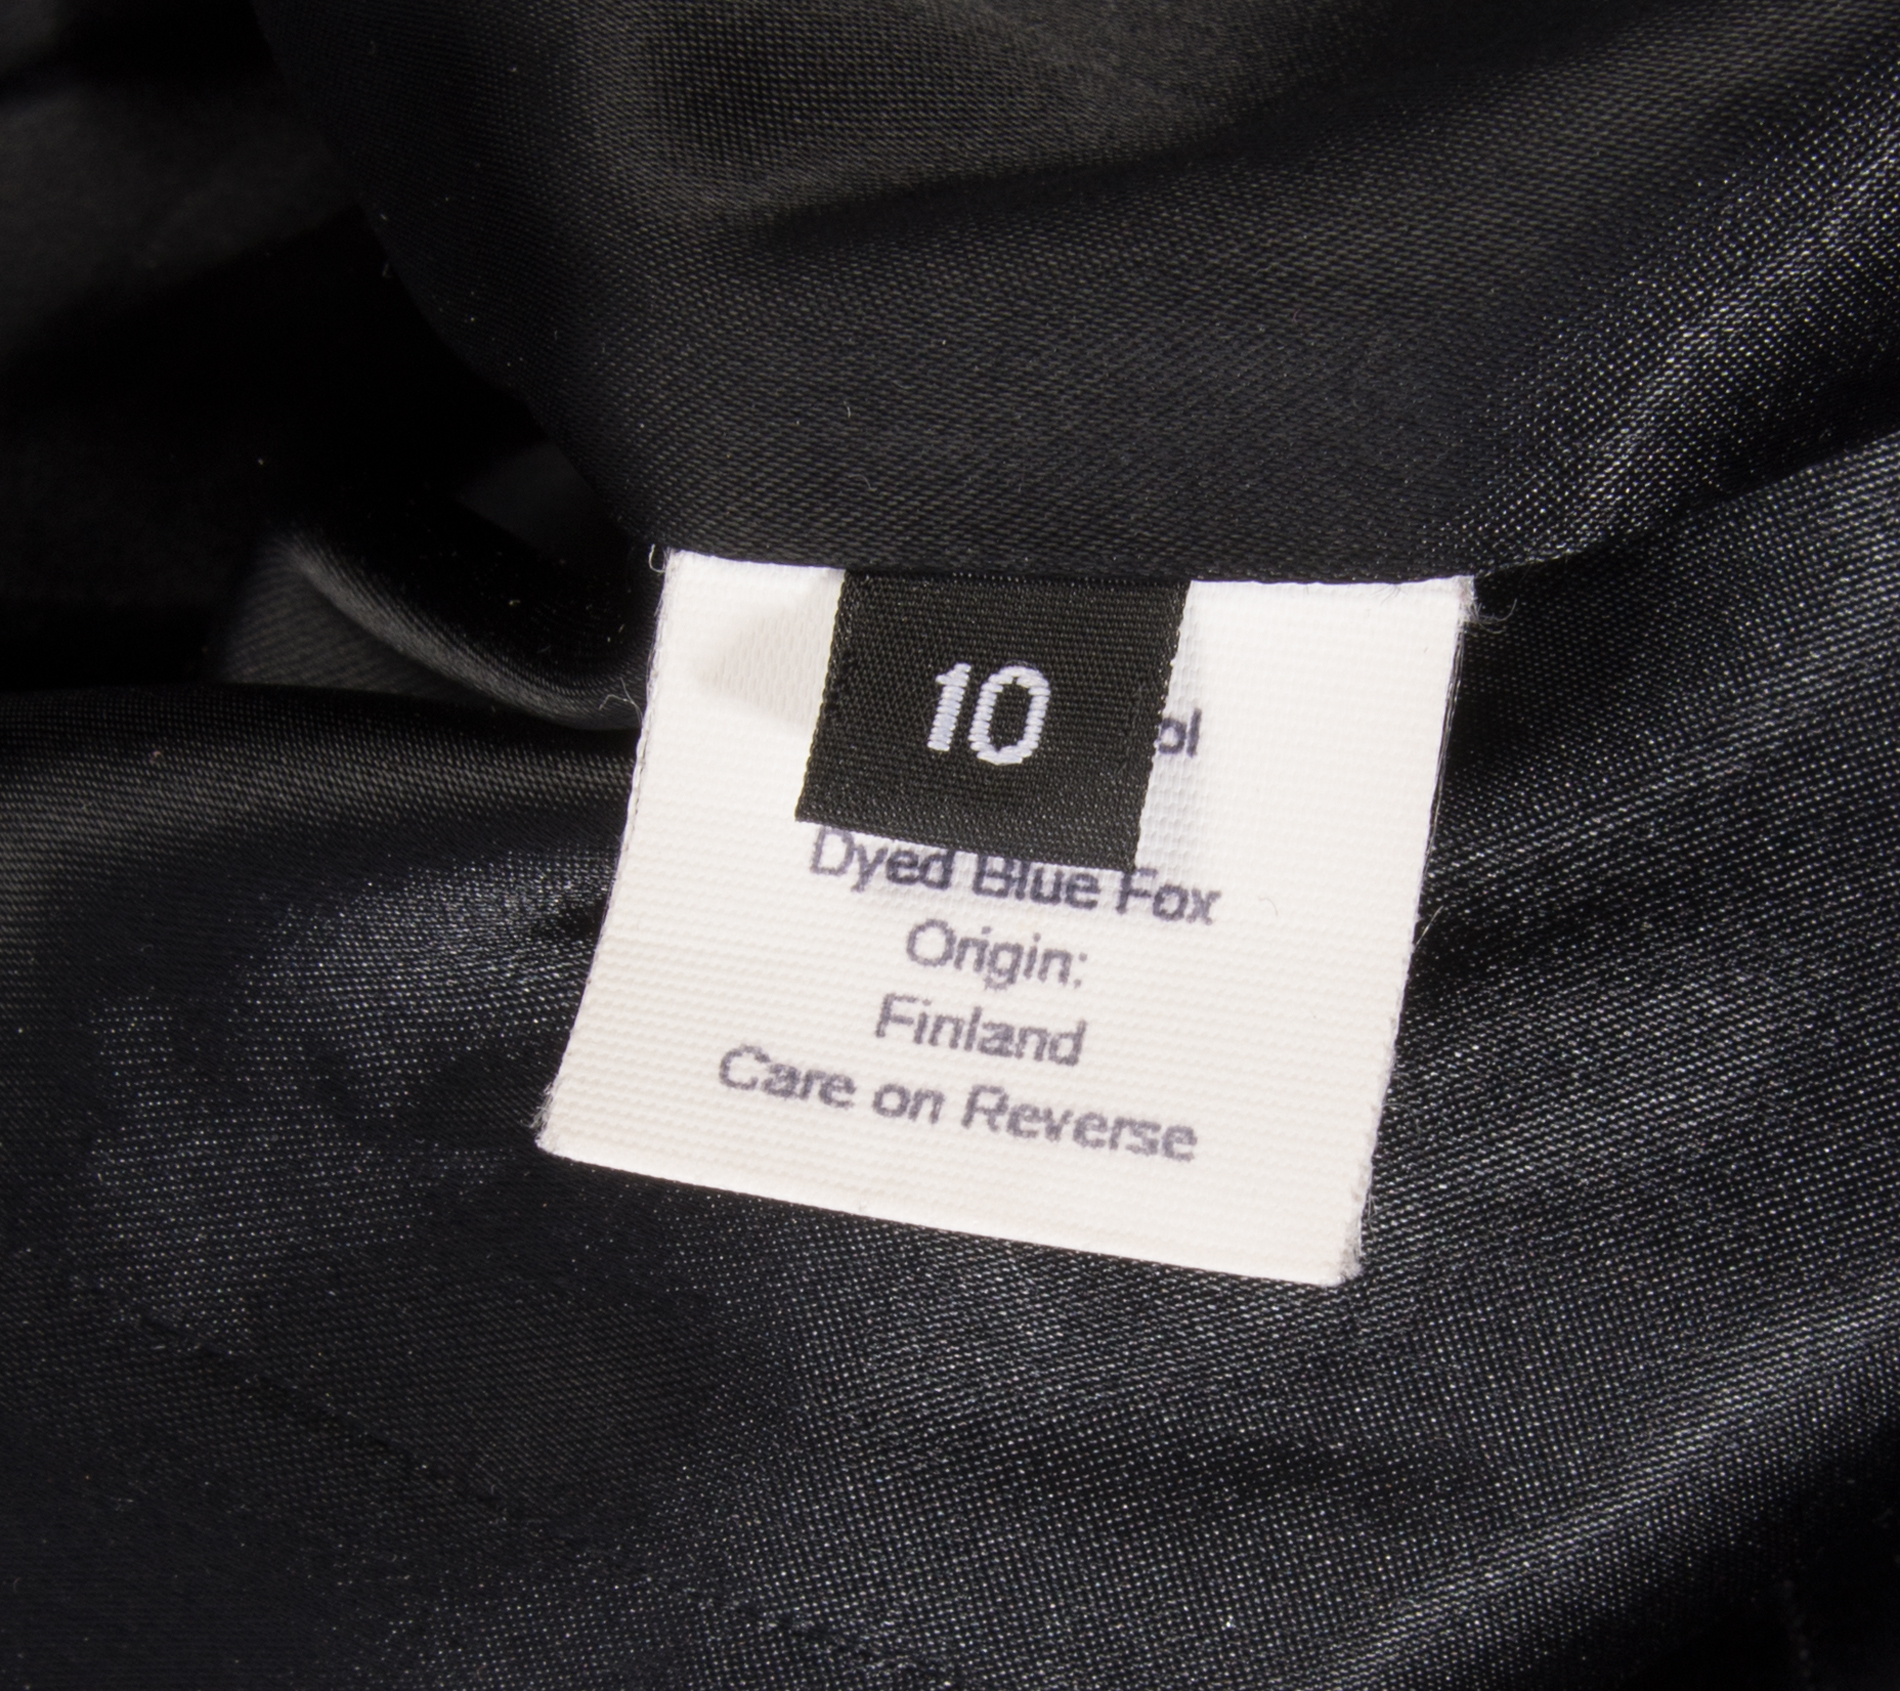 10
Dyed Blue Fox
Origin:
Finland
Care on Reverse